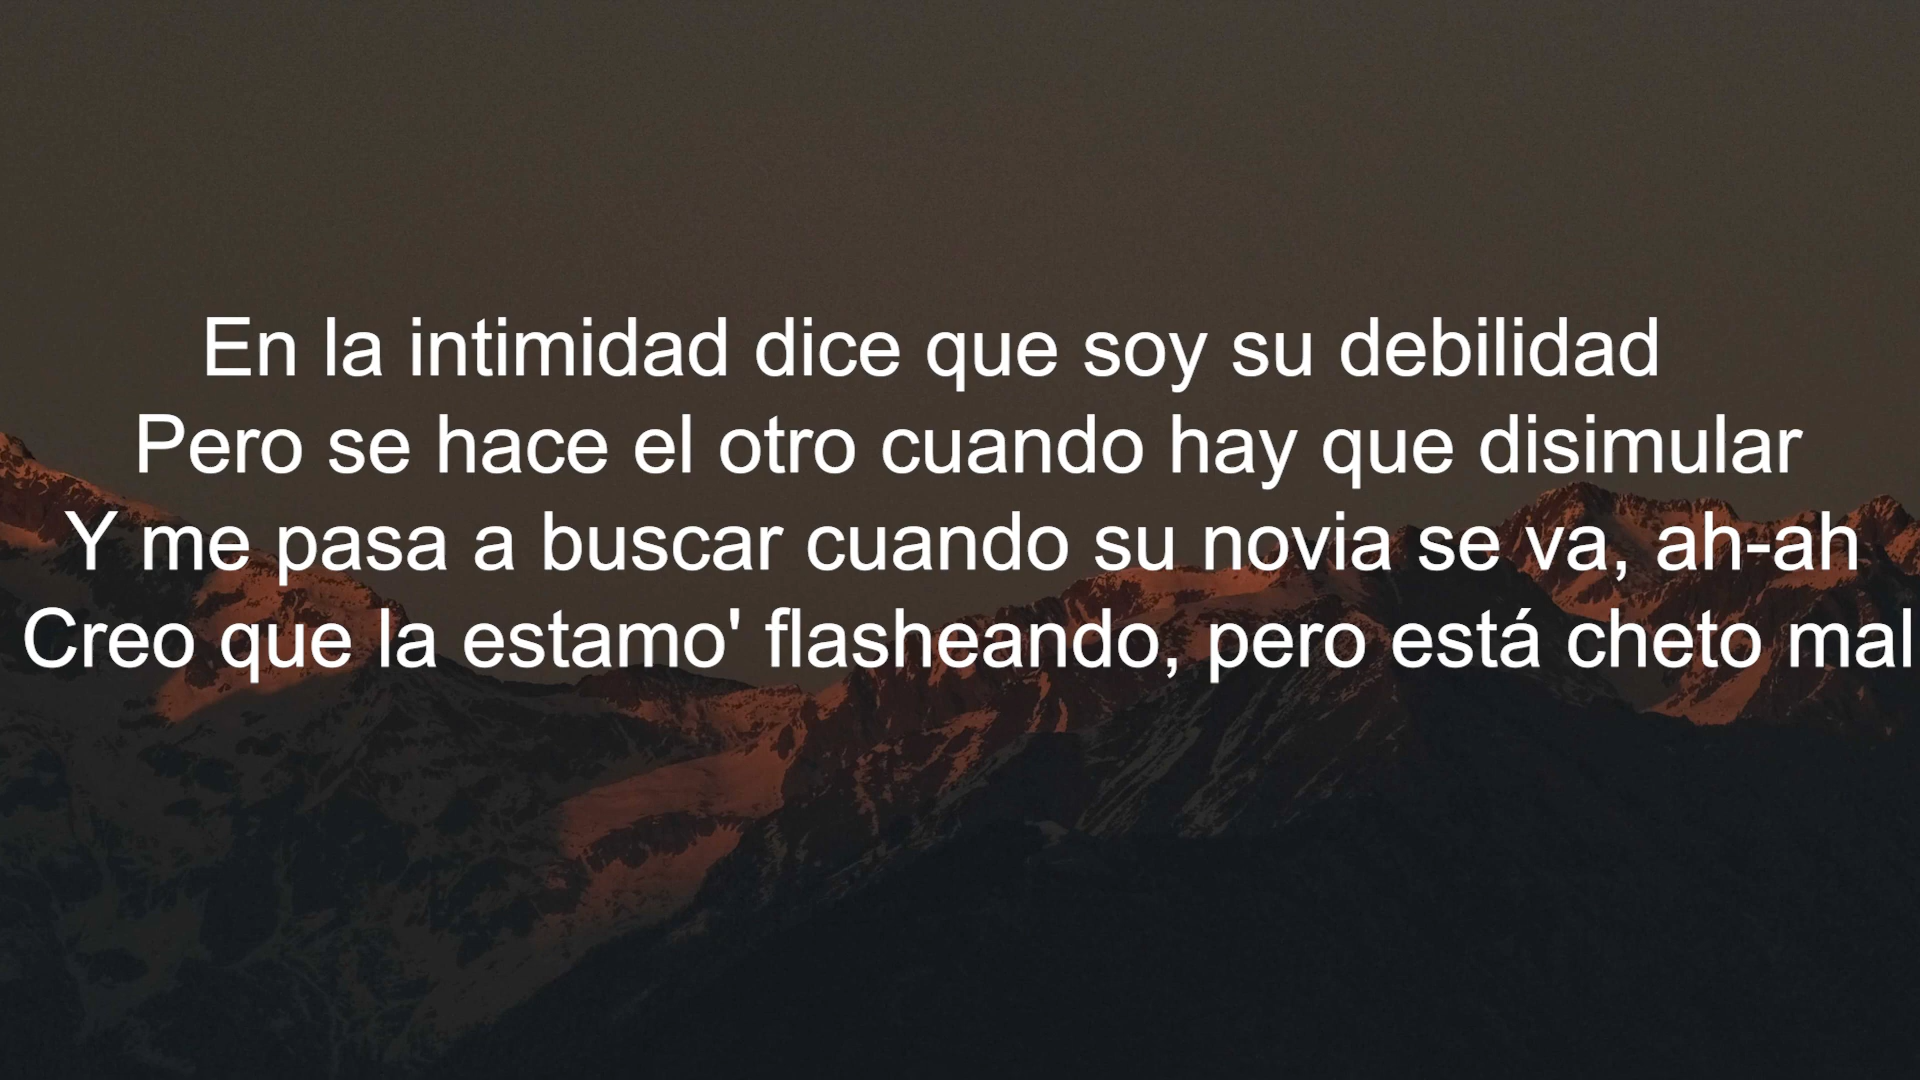 En la intimidad dice que soy su debilidad
Pero se hace el otro cuando hay que disimular
Y me pasa a buscar cuando su novia se va, ah-ah
Creo que la estamo' flasheando, pero está cheto mal